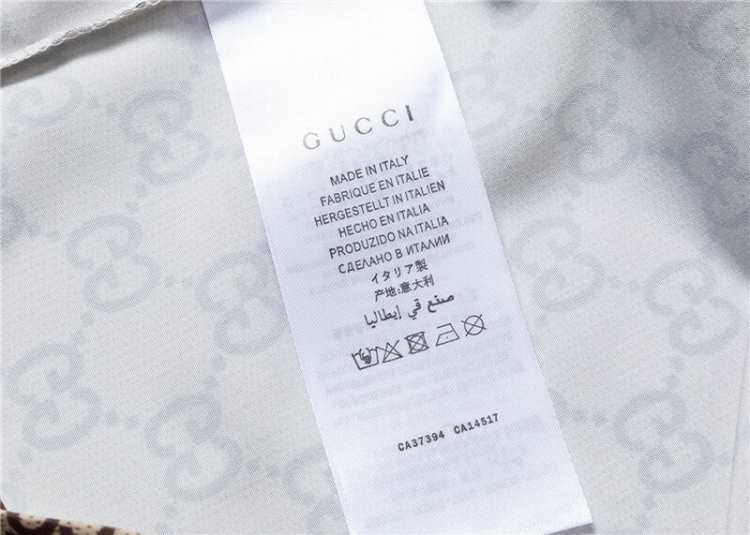 GUCCI
MADE IN ITALY
FABRIQUE EN ITALIE
HERGESTELLT IN ITALIEN
HECHO EN ITALIA
PRODUZIDO NA ITALIA
СДЕЛАНО В ИТАЛИИ
イタリア製
产地:意大利
صنع في إيطاليا
CA37394 CA14517